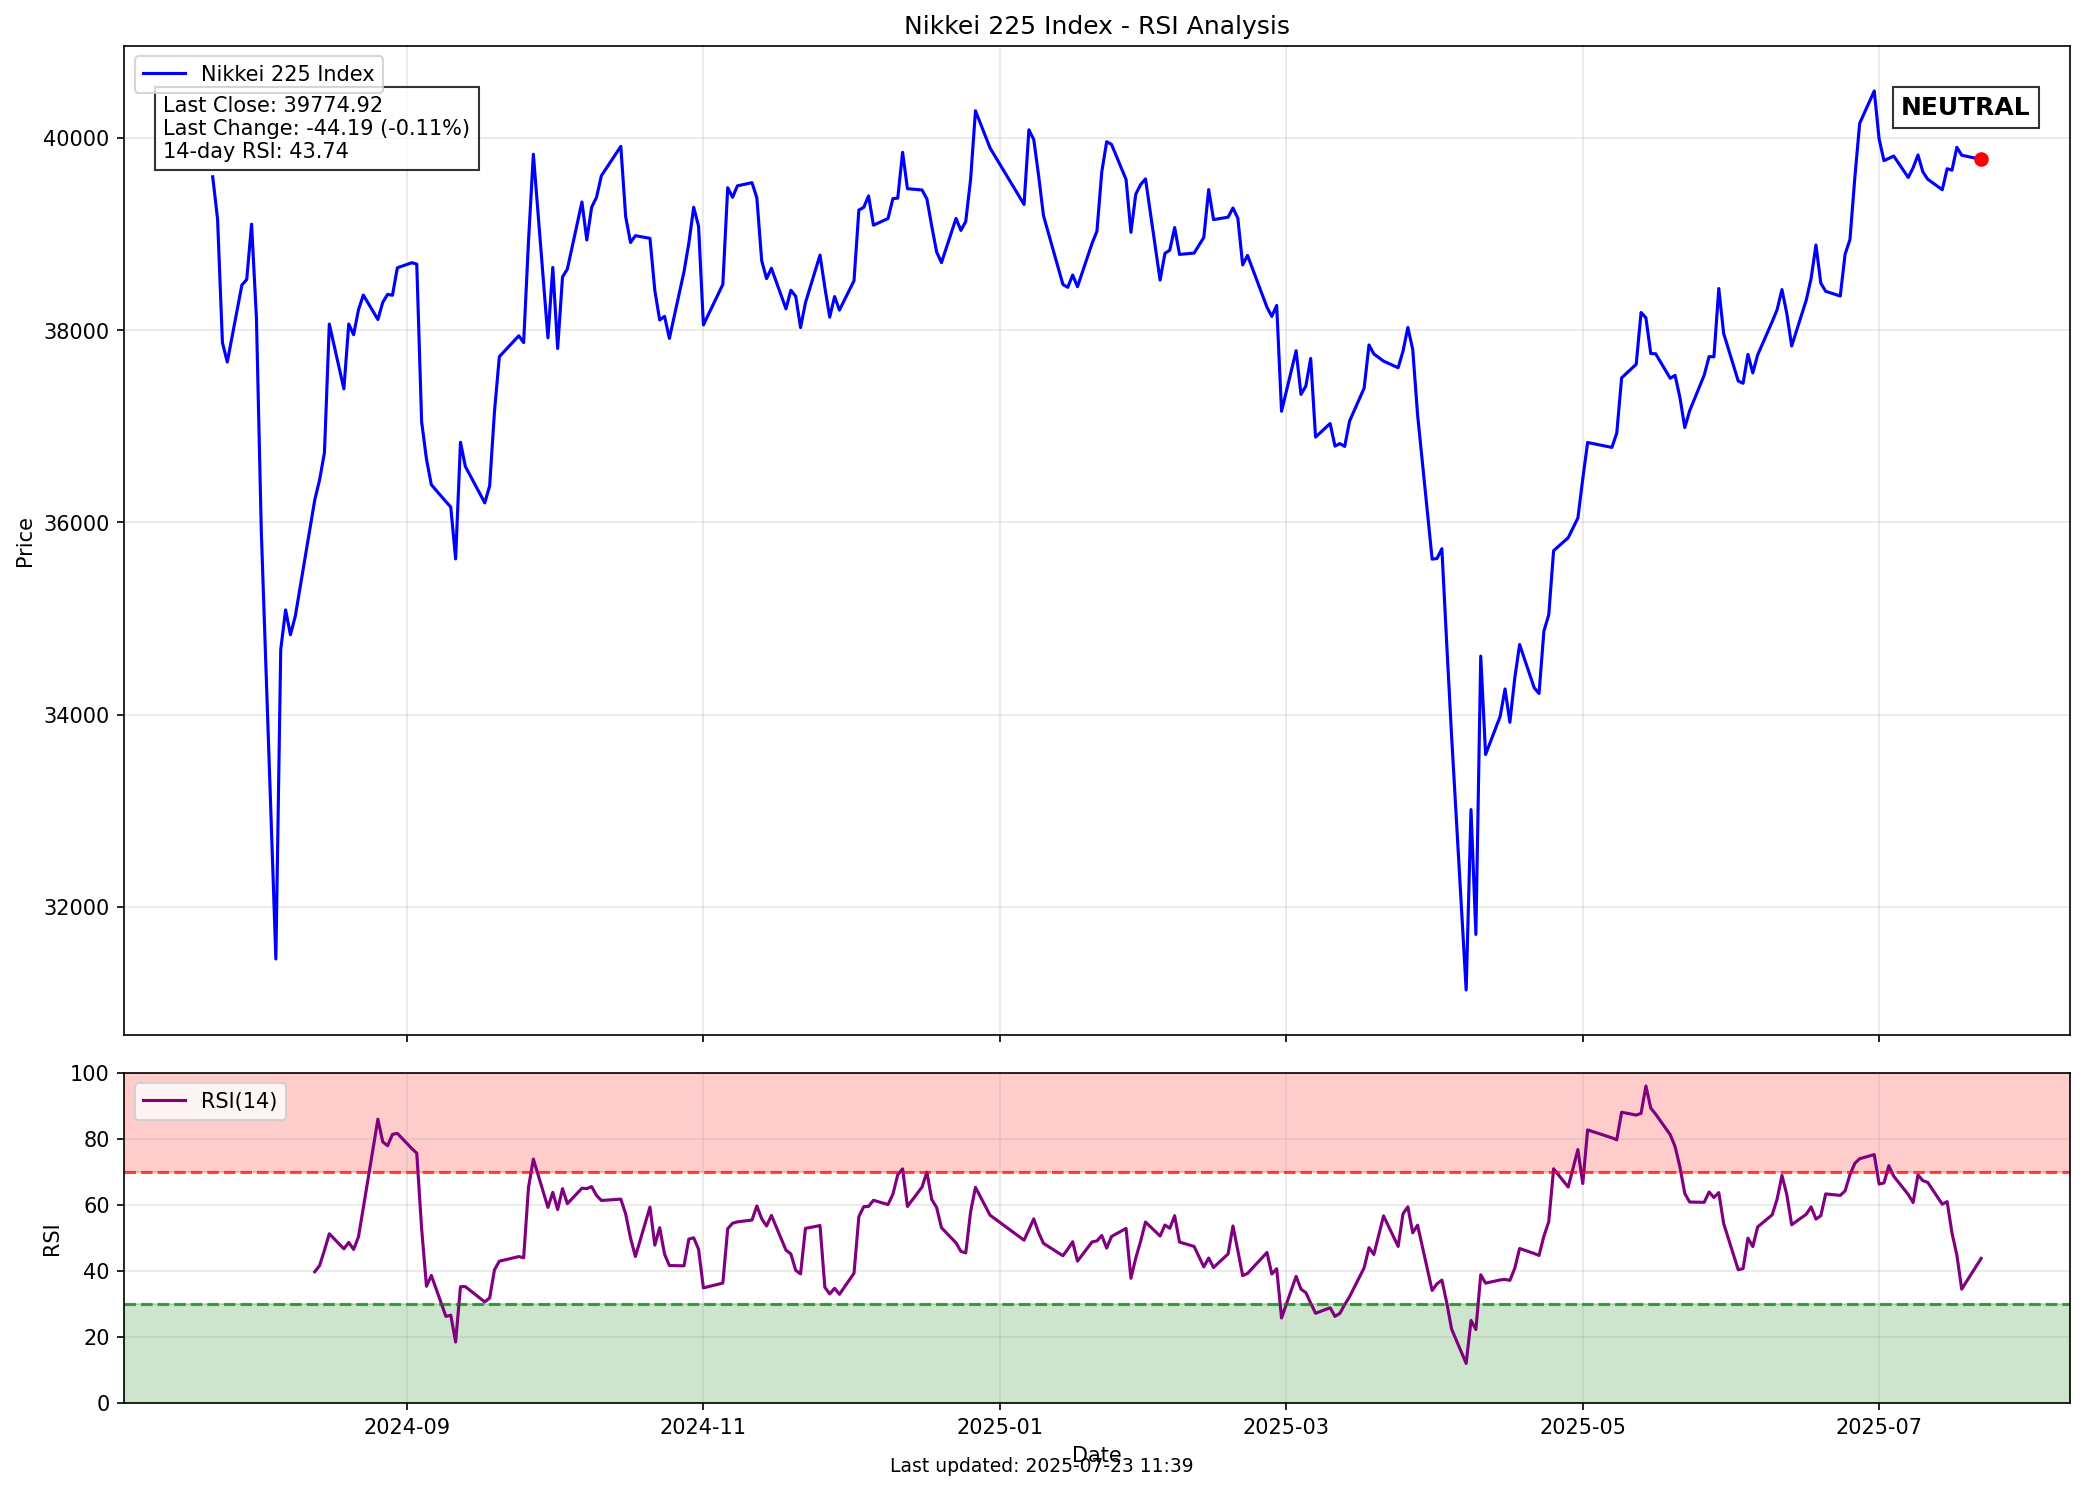 Nikkei 225 Index - RSI Analysis
Nikkei 225 Index
Last Close: 39774.92
Last Change: -44.19 (-0.11%)
14-day RSI: 43.74
NEUTRAL
Price
40000
38000
36000
34000
32000
RSI
RSI(14)
100
80
60
40
20
0
2024-09
2024-11
2025-01
2025-03
2025-05
2025-07
Date
Last updated: 2025-07-23 11:39